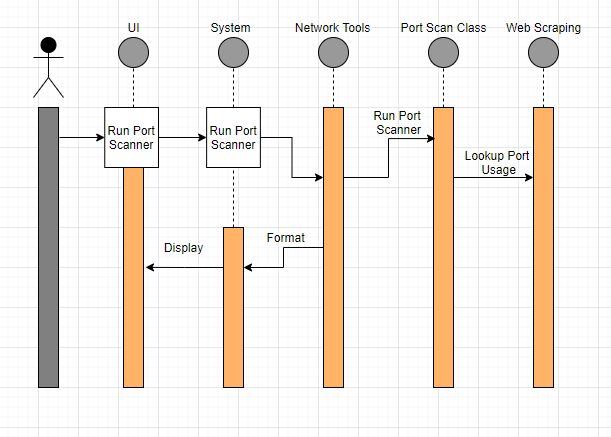 UI
System
Network Tools
Port Scan Class
Web Scraping
Run Port
Scanner
Run Port
Scanner
Run Port
Scanner
Lookup Port
Usage
Format
Display